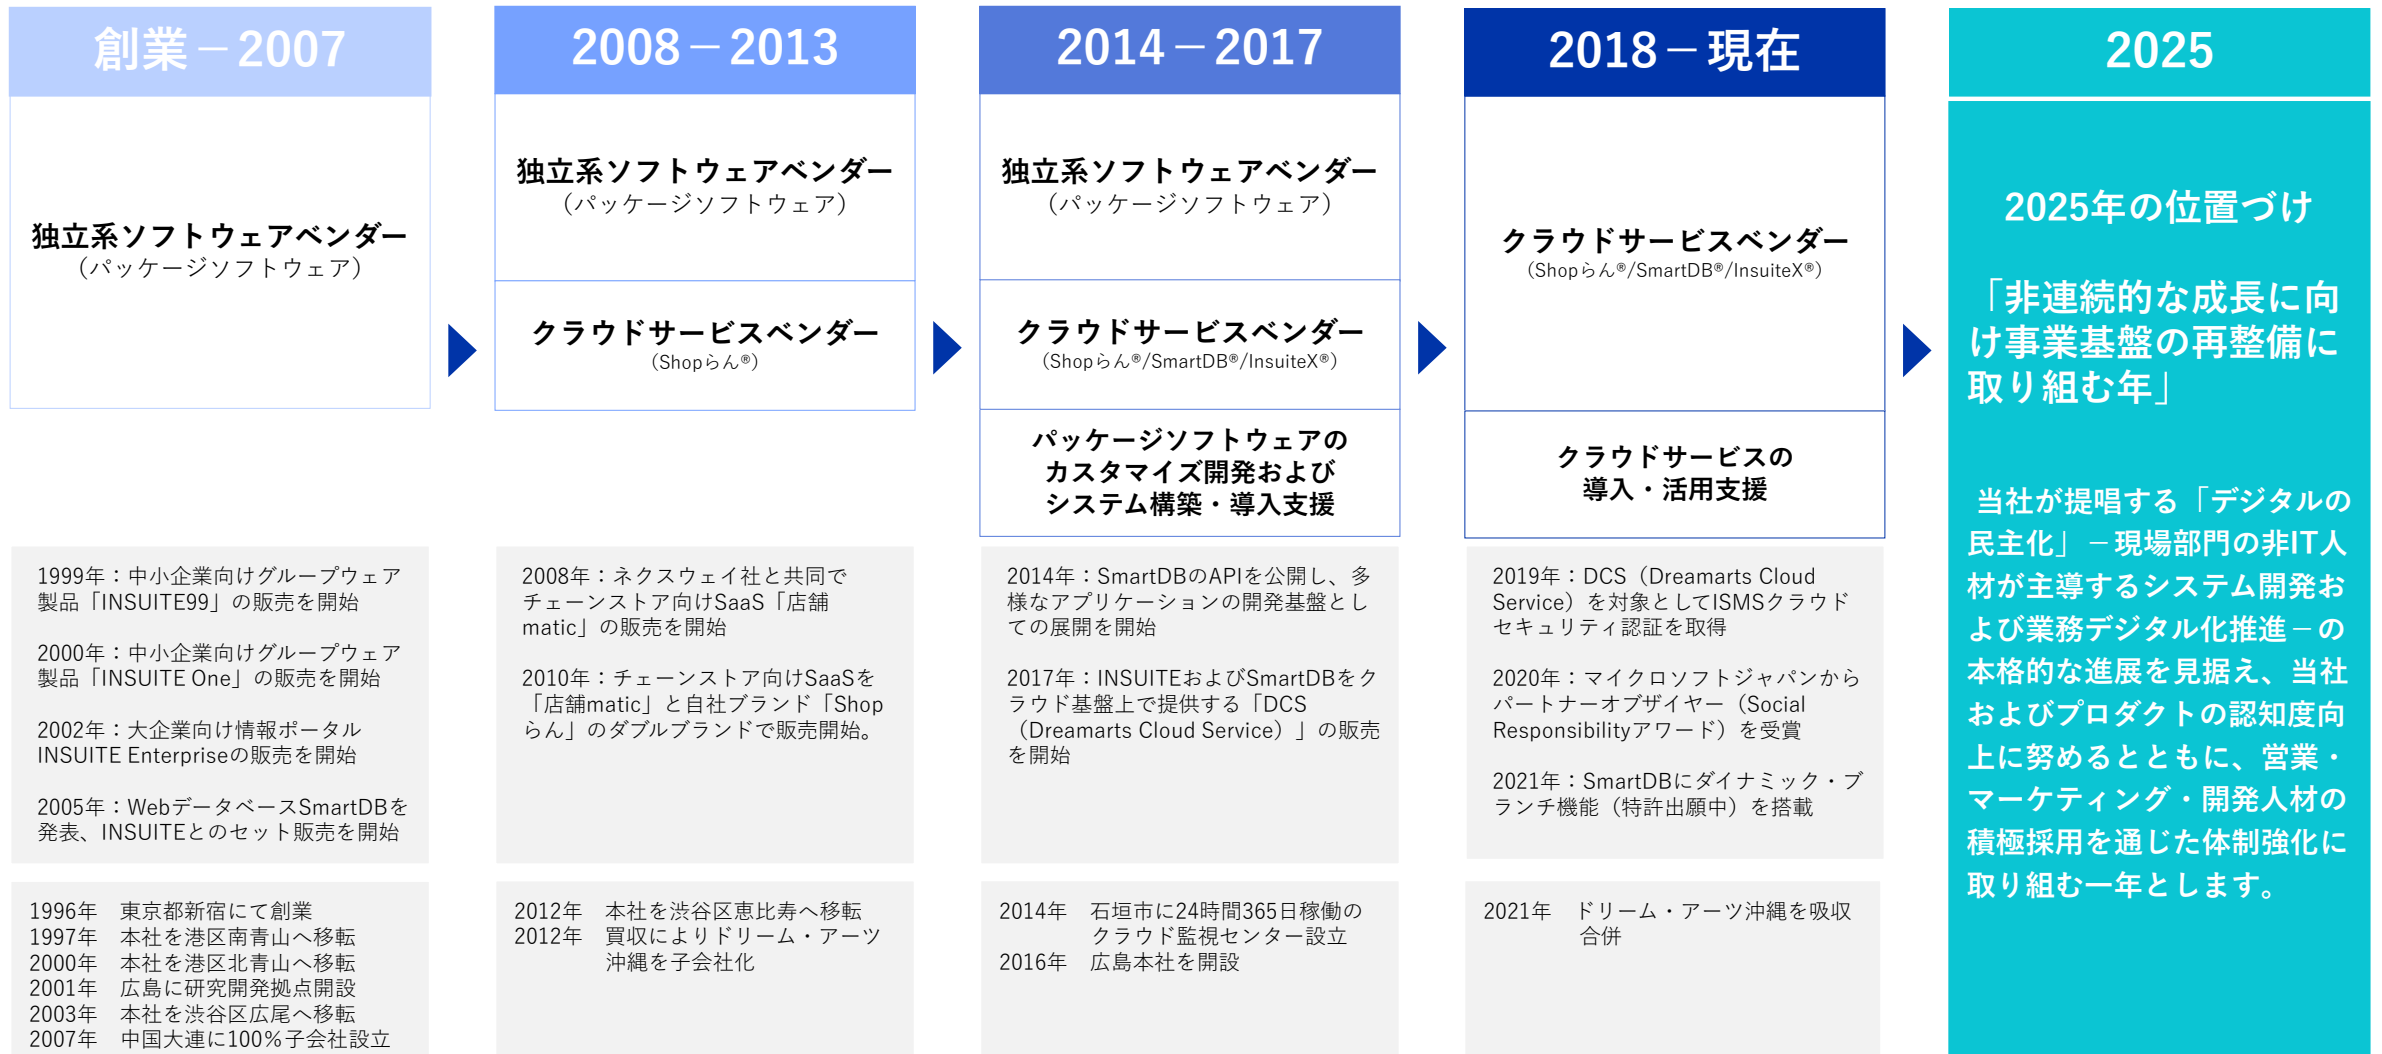 創業－2007
独立系ソフトウェアベンダー
（パッケージソフトウェア）
1999年：中小企業向けグループウェア
製品「INSUITE99」の販売を開始
2000年：中小企業向けグループウェア
製品「INSUITE One」の販売を開始
2002年：大企業向け情報ポータル
INSUITE Enterpriseの販売を開始
2005年：WebデータベースSmartDBを
発表、INSUITEとのセット販売を開始
1996年　東京都新宿にて創業
1997年　本社を港区南青山へ移転
2000年　本社を港区北青山へ移転
2001年　広島に研究開発拠点開設
2003年　本社を渋谷区広尾へ移転
2007年　中国大連に100%子会社設立
2008－2013
独立系ソフトウェアベンダー
（パッケージソフトウェア）
クラウドサービスベンダー
（Shopらん®）
2008年：ネクスウェイ社と共同で
チェーンストア向けSaaS「店舗
matic」の販売を開始
2010年：チェーンストア向けSaaSを
「店舗matic」と自社ブランド「Shop
らん」のダブルブランドで販売開始。
2012年　本社を渋谷区恵比寿へ移転
2012年　買収によりドリーム・アーツ
沖縄を子会社化
2014－2017
独立系ソフトウェアベンダー
（パッケージソフトウェア）
クラウドサービスベンダー
（Shopらん®/SmartDB®/InsuiteX®）
パッケージソフトウェアの
カスタマイズ開発および
システム構築・導入支援
2014年：SmartDBのAPIを公開し、多
様なアプリケーションの開発基盤とし
ての展開を開始
2017年：INSUITEおよびSmartDBをク
ラウド基盤上で提供する「DCS
（Dreamarts Cloud Service）」の販売
を開始
2014年　石垣市に24時間365日稼働の
クラウド監視センター設立
2016年　広島本社を開設
2018－現在
クラウドサービスベンダー
（Shopらん®/SmartDB®/InsuiteX®）
クラウドサービスの
導入・活用支援
2019年：DCS（Dreamarts Cloud
Service）を対象としてISMSクラウド
セキュリティ認証を取得
2020年：マイクロソフトジャパンから
パートナーオブザイヤー（Social
Responsibilityアワード）を受賞
2021年：SmartDBにダイナミック・ブ
ランチ機能（特許出願中）を搭載
2021年　ドリーム・アーツ沖縄を吸収
合併
2025
2025年の位置づけ
「非連続的な成長に向
け事業基盤の再整備に
取り組む年」
当社が提唱する「デジタルの
民主化」－現場部門の非IT人
材が主導するシステム開発お
よび業務デジタル化推進－の
本格的な進展を見据え、当社
およびプロダクトの認知度向
上に努めるとともに、営業・
マーケティング・開発人材の
積極採用を通じた体制強化に
取り組む一年とします。